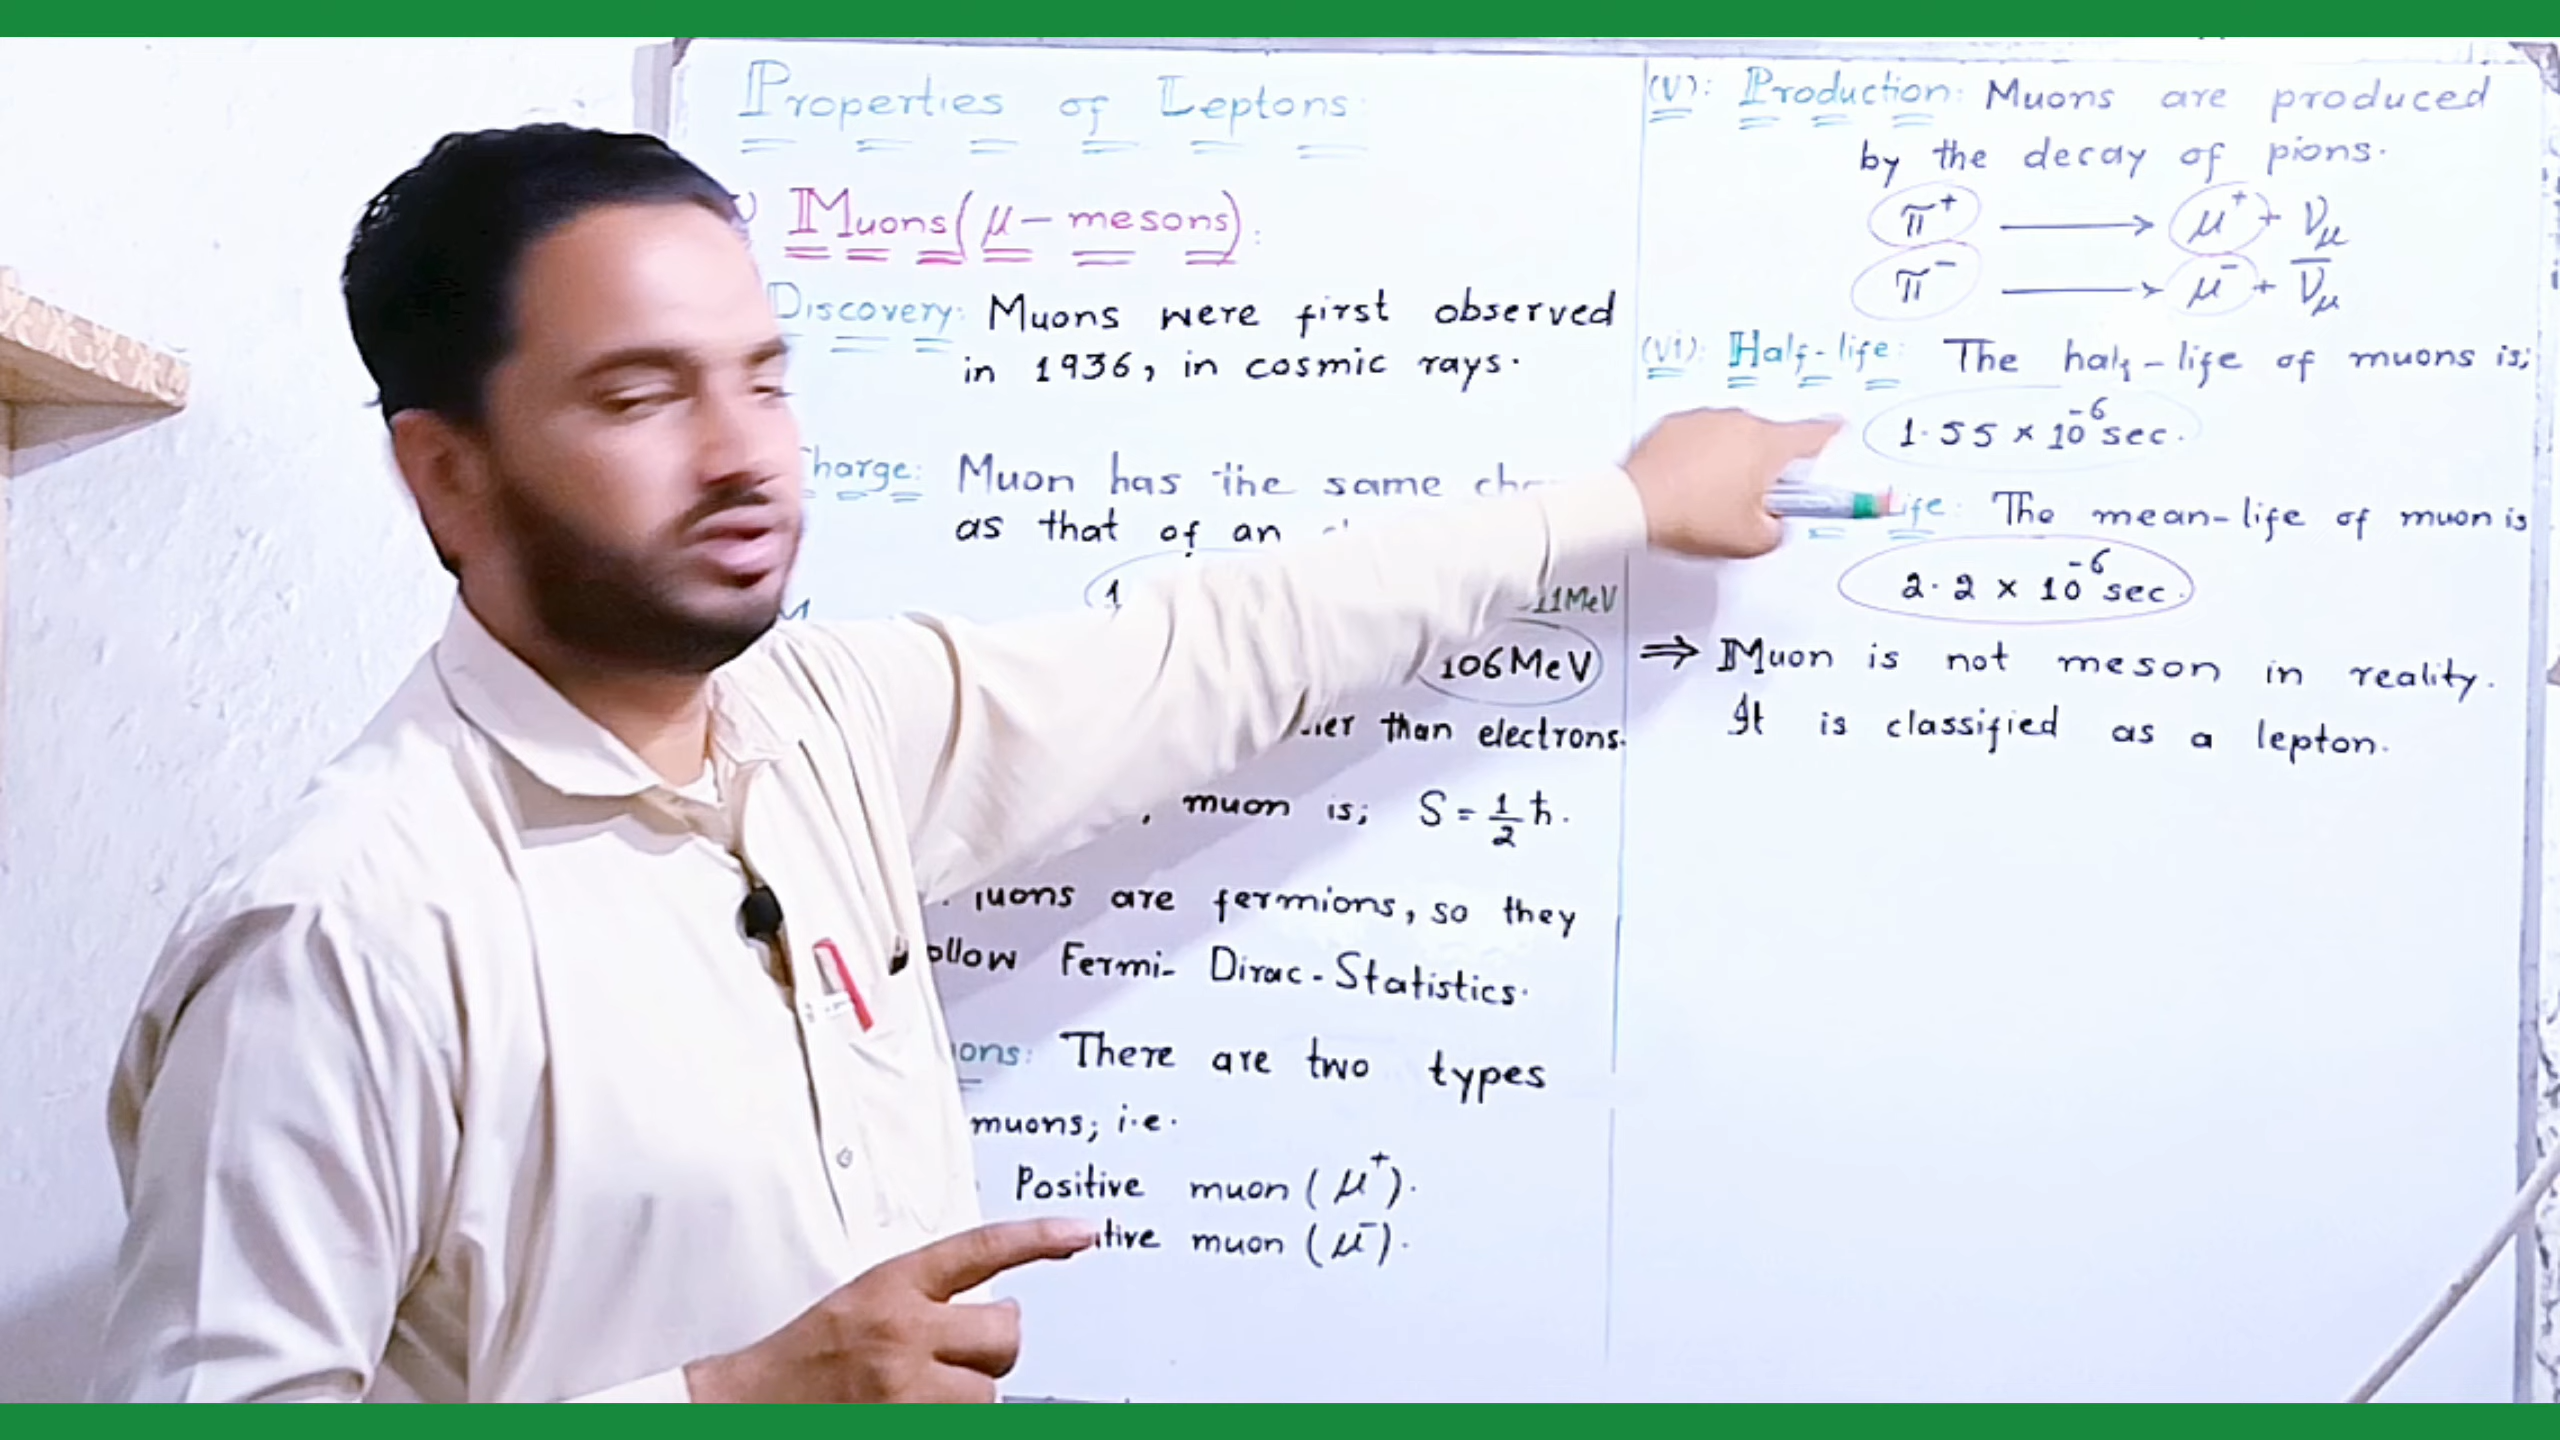 Properties of Leptons:
Muons (μ-mesons):
Discovery: Muons were first observed
in 1936, in cosmic rays.
Charge: Muon has the same
as that of an
106MeV
than electrons.
muon is; S = 1/2 ħ.
are fermions, so they
Fermi-Dirac-Statistics.
There are two types
muons; i.e.
Positive muon (μ⁺).
muon (μ⁻).
(v): Production: Muons are produced
by the decay of pions.
π⁺ ⟶ μ⁺ + νμ
π⁻ ⟶ μ⁻ + ν̄μ
(vi): Half-life: The half-life of muons is;
1.55 × 10⁻⁶ sec.
Life: The mean-life of muon is
2.2 × 10⁻⁶ sec.
⇒ Muon is not meson in reality.
It is classified as a lepton.